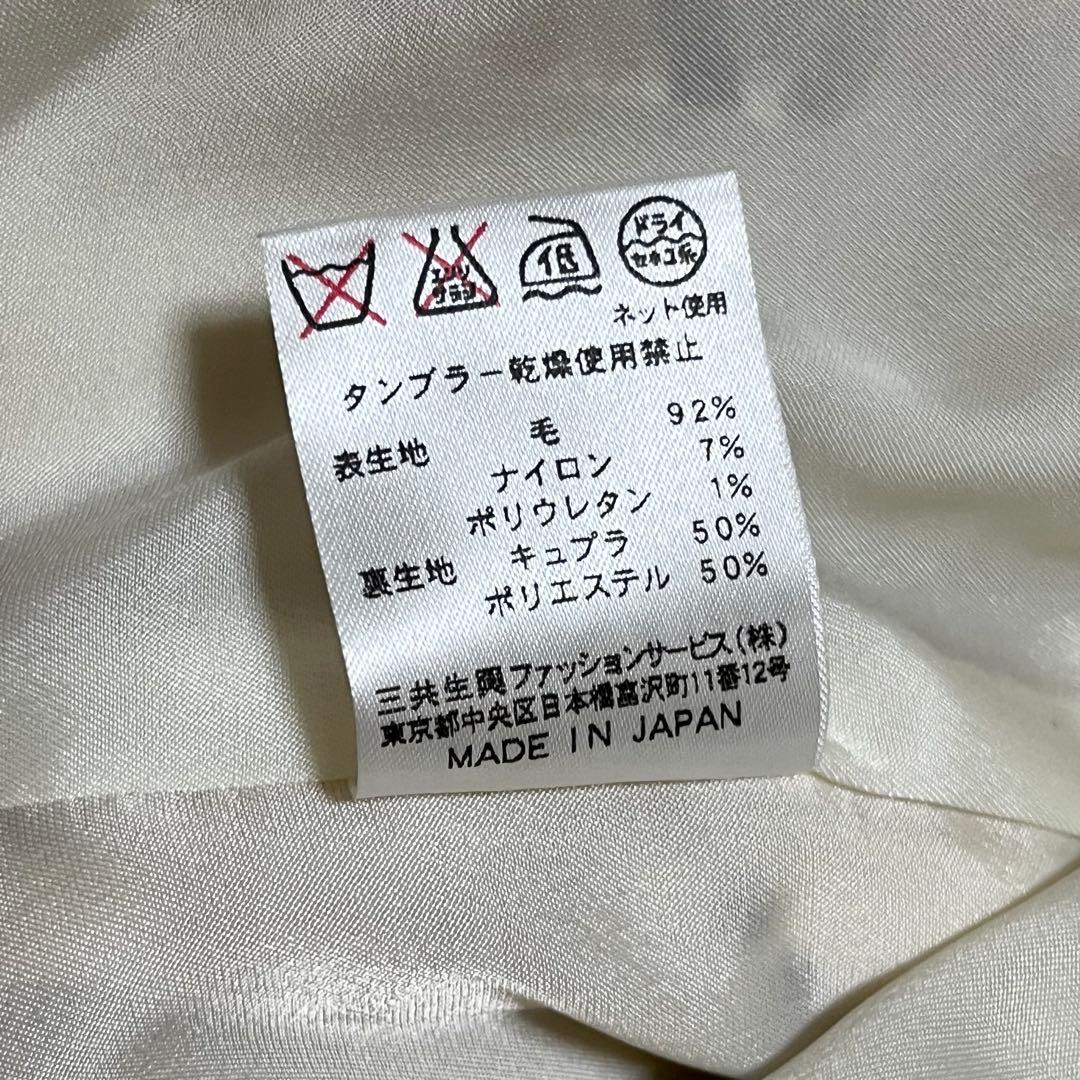 エンソ サラシ 低 ドライ セキユ系
ネット使用
タンブラー乾燥使用禁止
表生地 毛 92%
ナイロン 7%
ポリウレタン 1%
裏生地 キュプラ 50%
ポリエステル 50%
三共生興ファッションサービス(株)
東京都中央区日本橋富沢町11番12号
MADE IN JAPAN